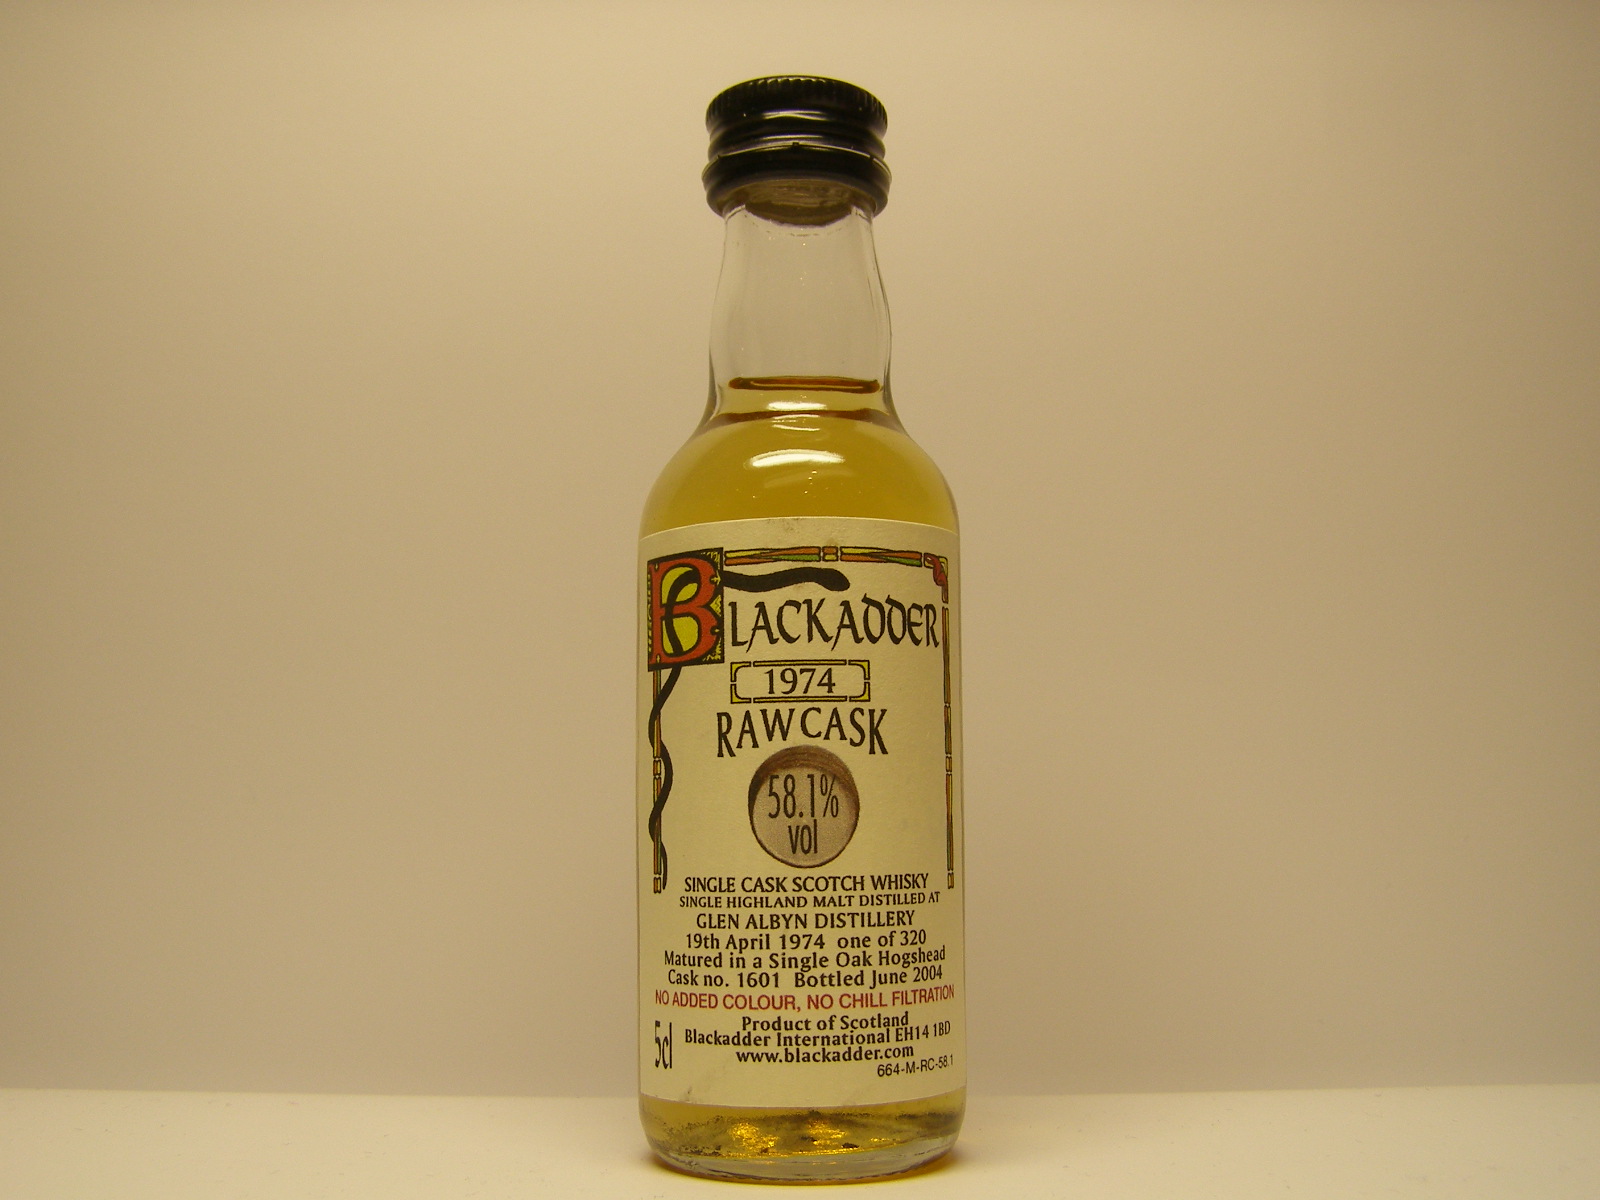 BLACKADDER
1974
RAW CASK
58.1%
vol
SINGLE CASK SCOTCH WHISKY
SINGLE HIGHLAND MALT DISTILLED AT
GLEN ALBYN DISTILLERY
19th April 1974 one of 320
Matured in a Single Oak Hogshead
Cask no. 1601 Bottled June 2004
NO ADDED COLOUR, NO CHILL FILTRATION
Product of Scotland
5cl Blackadder International EH14 1BD
www.blackadder.com
664-M-RC-58.1